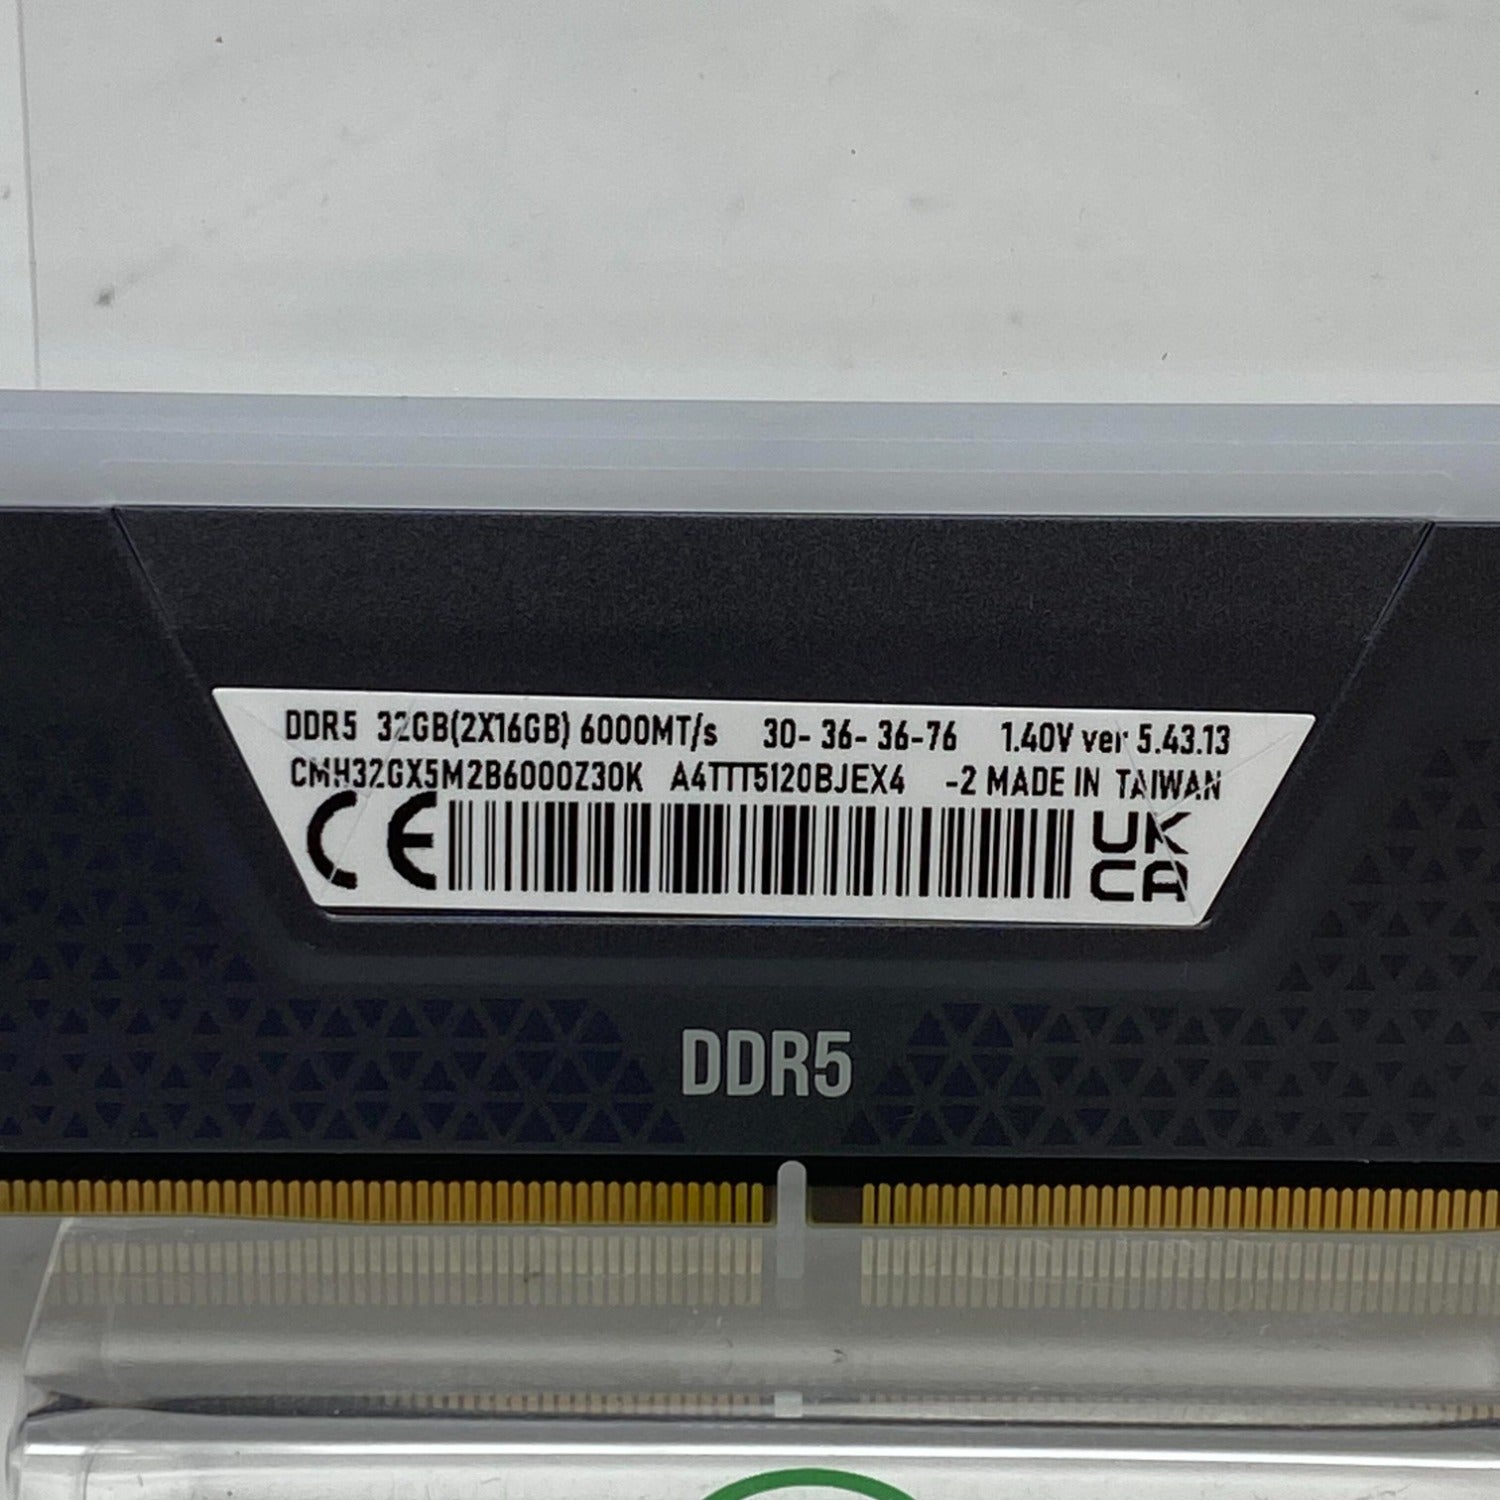 DDR5 32GB(2X16GB) 6000MT/s 30- 36- 36-76 1.40V ver 5.43.13
CMH32GX5M2B6000Z30K A4TTT5120BJEX4 -2 MADE IN TAIWAN
CE UK
CA
DDR5